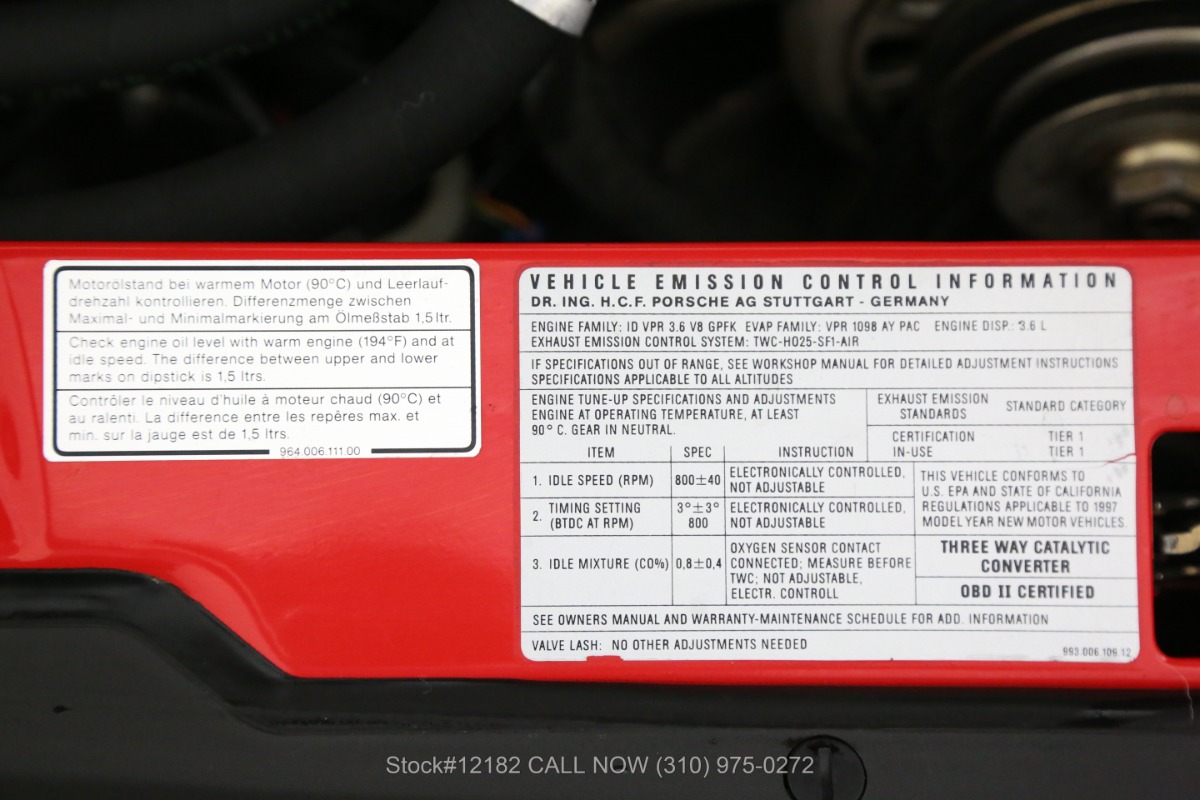 Motorölstand bei warmem Motor (90°C) und Leerlauf-
drehzahl kontrollieren. Differenzmenge zwischen
Maximal- und Minimalmarkierung am Ölmeßstab 1,5 ltr.
Check engine oil level with warm engine (194°F) and at
idle speed. The difference between upper and lower
marks on dipstick is 1,5 ltrs.
Contrôler le niveau d'huile à moteur chaud (90°C) et
au ralenti. La difference entre les repêres max. et
min. sur la jauge est de 1,5 ltrs.
964.006.111.00
VEHICLE EMISSION CONTROL INFORMATION
DR. ING. H.C.F. PORSCHE AG STUTTGART - GERMANY
ENGINE FAMILY: ID VPR 3.6 V8 GPFK EVAP FAMILY: VPR 1098 AY PAC ENGINE DISP.: 3.6 L
EXHAUST EMISSION CONTROL SYSTEM: TWC-HO2S-SFI-AIR
IF SPECIFICATIONS OUT OF RANGE, SEE WORKSHOP MANUAL FOR DETAILED ADJUSTMENT INSTRUCTIONS
SPECIFICATIONS APPLICABLE TO ALL ALTITUDES
ENGINE TUNE-UP SPECIFICATIONS AND ADJUSTMENTS
ENGINE AT OPERATING TEMPERATURE, AT LEAST
90° C. GEAR IN NEUTRAL.
EXHAUST EMISSION STANDARDS STANDARD CATEGORY
CERTIFICATION TIER 1
IN-USE TIER 1
ITEM SPEC INSTRUCTION
1. IDLE SPEED (RPM) 800±40 ELECTRONICALLY CONTROLLED,
NOT ADJUSTABLE
2. TIMING SETTING
(BTDC AT RPM)
3°±3°
800
ELECTRONICALLY CONTROLLED,
NOT ADJUSTABLE
3. IDLE MIXTURE (CO%) 0,8±0,4
OXYGEN SENSOR CONTACT
CONNECTED; MEASURE BEFORE
TWC; NOT ADJUSTABLE,
ELECTR. CONTROLL
THIS VEHICLE CONFORMS TO
U.S. EPA AND STATE OF CALIFORNIA
REGULATIONS APPLICABLE TO 1997
MODEL YEAR NEW MOTOR VEHICLES.
THREE WAY CATALYTIC
CONVERTER
OBD II CERTIFIED
SEE OWNERS MANUAL AND WARRANTY-MAINTENANCE SCHEDULE FOR ADD. INFORMATION
VALVE LASH: NO OTHER ADJUSTMENTS NEEDED
993.006.109.12
Stock#12182 CALL NOW (310) 975-0272